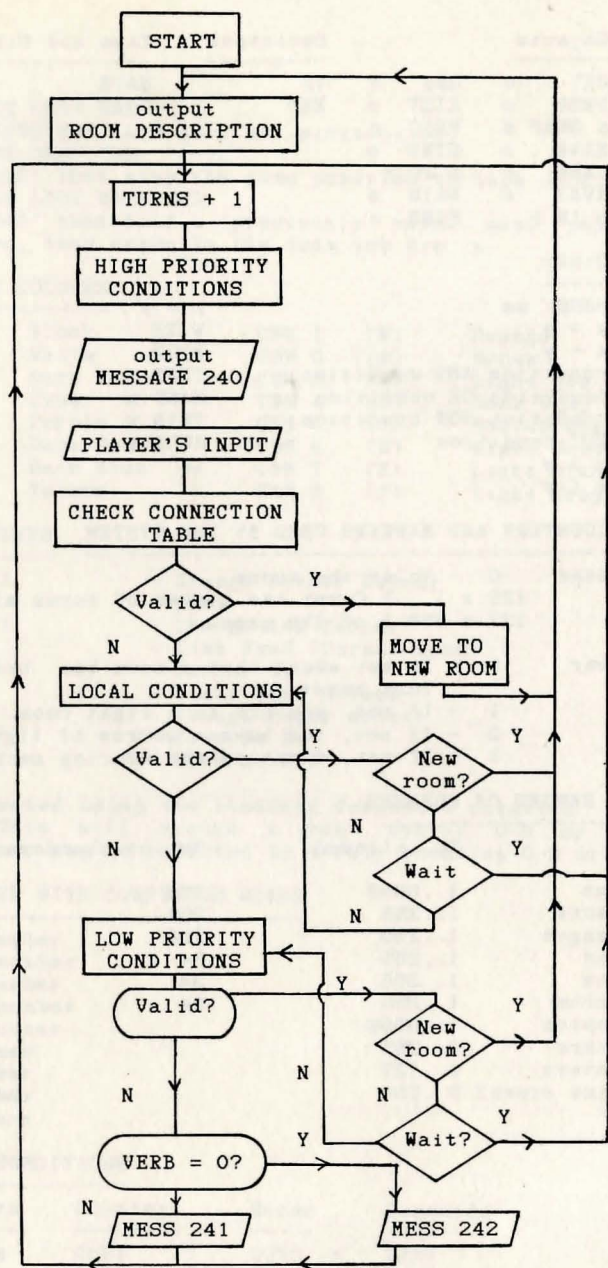 START
output
ROOM DESCRIPTION
TURNS + 1
HIGH PRIORITY
CONDITIONS
output
MESSAGE 240
PLAYER'S INPUT
CHECK CONNECTION
TABLE
Valid?
Y
N
MOVE TO
NEW ROOM
LOCAL CONDITIONS
Valid?
Y
New
room?
Y
N
N
Wait
Y
N
LOW PRIORITY
CONDITIONS
Valid?
Y
New
room?
Y
N
N
N
Wait?
Y
VERB = 0?
Y
N
MESS 241
MESS 242